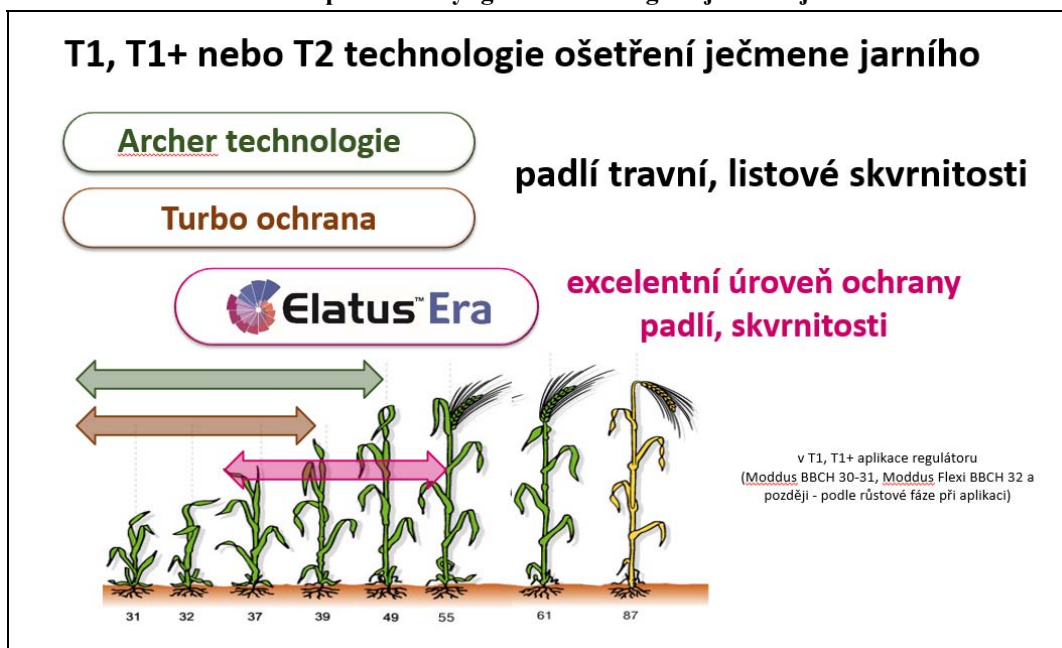 T1, T1+ nebo T2 technologie ošetření ječmene jarního
Archer technologie
padlí travní, listové skvrnitosti
Turbo ochrana
Elatus™ Era
excelentní úroveň ochrany
padlí, skvrnitosti
v T1, T1+ aplikace regulátoru
(Moddus BBCH 30-31, Moddus Flexi BBCH 32 a
později - podle růstové fáze při aplikaci)
31 32 37 39 49 55 61 87